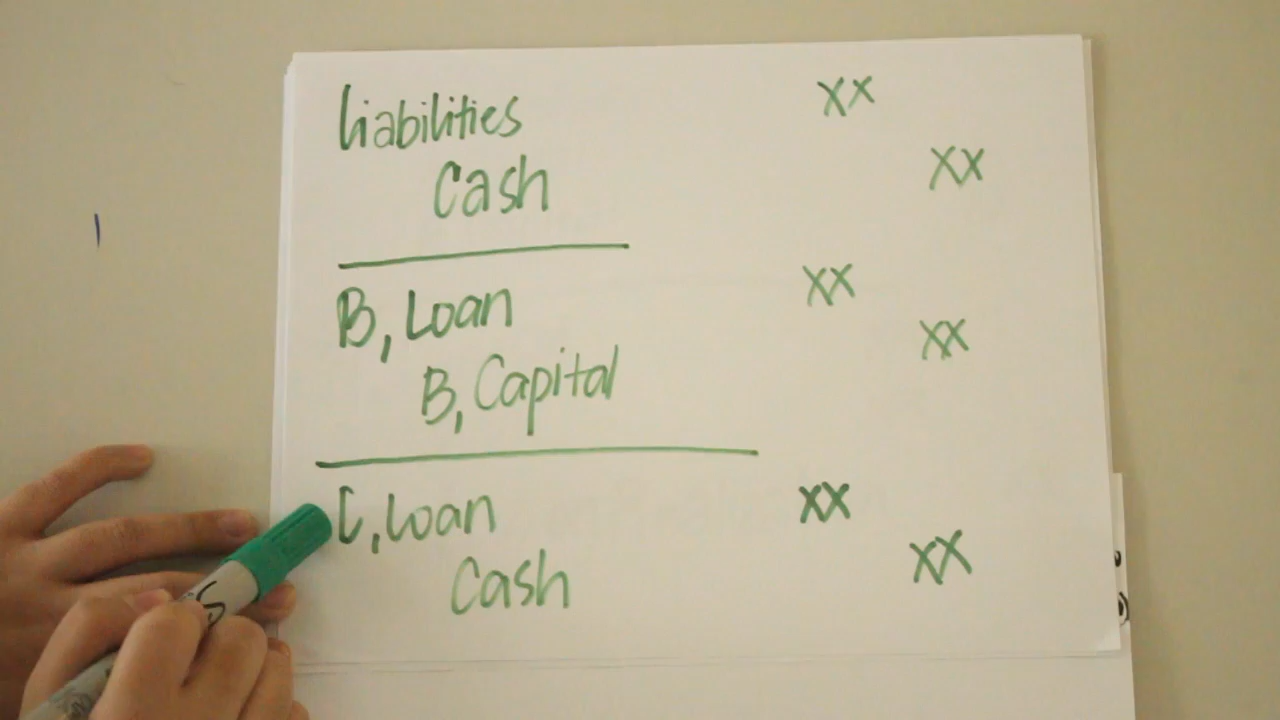 Liabilities XX
Cash XX
B, Loan XX
B, Capital XX
C, Loan XX
Cash XX